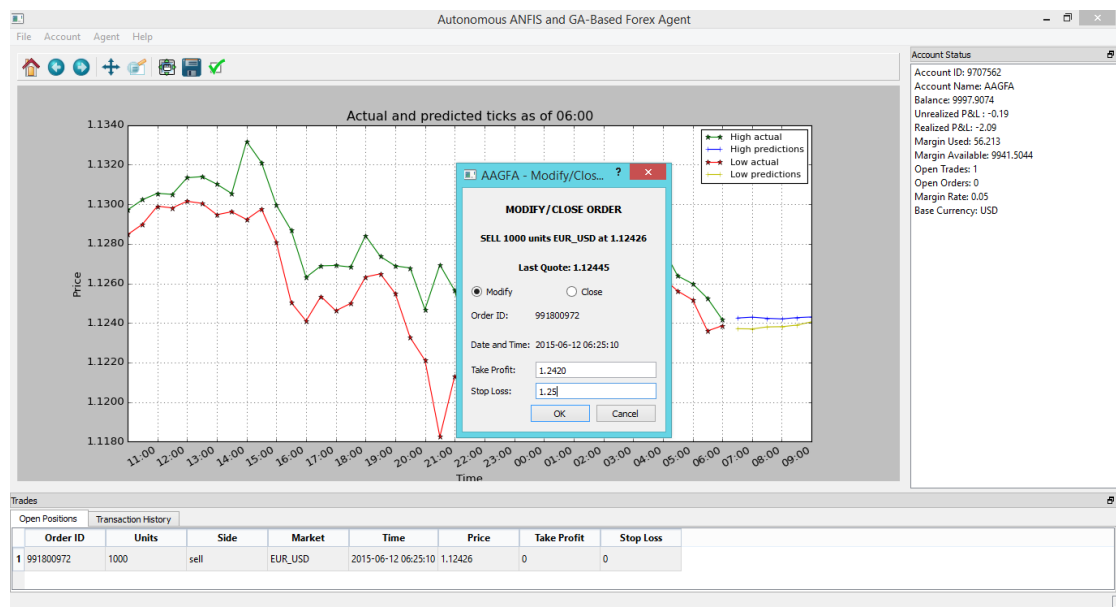 Autonomous ANFIS and GA-Based Forex Agent
File Account Agent Help
Actual and predicted ticks as of 06:00
Price
1.1340
1.1320
1.1300
1.1280
1.1260
1.1240
1.1220
1.1200
1.1180
11:00 12:00 13:00 14:00 15:00 16:00 17:00 18:00 19:00 20:00 21:00 22:00 23:00 00:00 01:00 02:00 03:00 04:00 05:00 06:00 07:00 08:00 09:00
Time
High actual
High predictions
Low actual
Low predictions
AAGFA - Modify/Clos... ? ×
MODIFY/CLOSE ORDER
SELL 1000 units EUR_USD at 1.12426
Last Quote: 1.12445
Modify Close
Order ID: 991800972
Date and Time: 2015-06-12 06:25:10
Take Profit: 1.2420
Stop Loss: 1.25
OK Cancel
Account Status
Account ID: 9707562
Account Name: AAGFA
Balance: 9997.9074
Unrealized P&L : -0.19
Realized P&L: -2.09
Margin Used: 56.213
Margin Available: 9941.5044
Open Trades: 1
Open Orders: 0
Margin Rate: 0.05
Base Currency: USD
Trades
Open Positions Transaction History
Order ID Units Side Market Time Price Take Profit Stop Loss
1 991800972 1000 sell EUR_USD 2015-06-12 06:25:10 1.12426 0 0